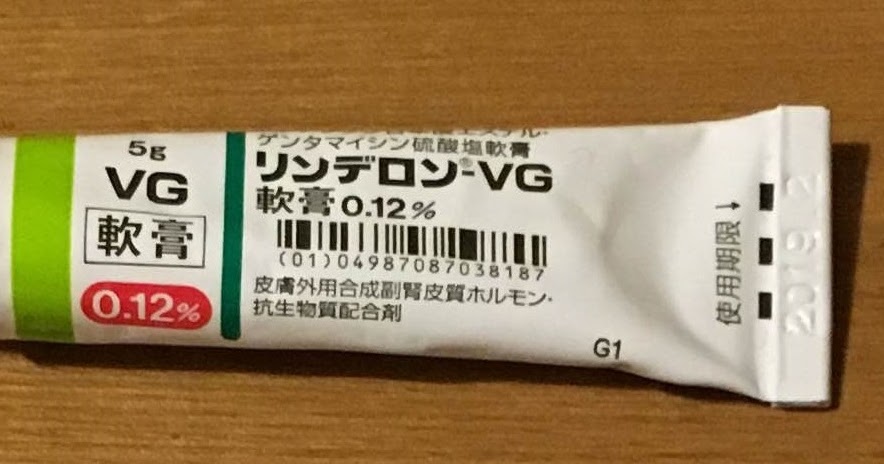 5g
VG
軟膏
0.12%
ゲンタマイシン硫酸塩軟膏
リンデロン®-VG
軟膏0.12%
(01)04987087038187
皮膚外用合成副腎皮質ホルモン・
抗生物質配合剤
G1
使用期限↓
2019 2